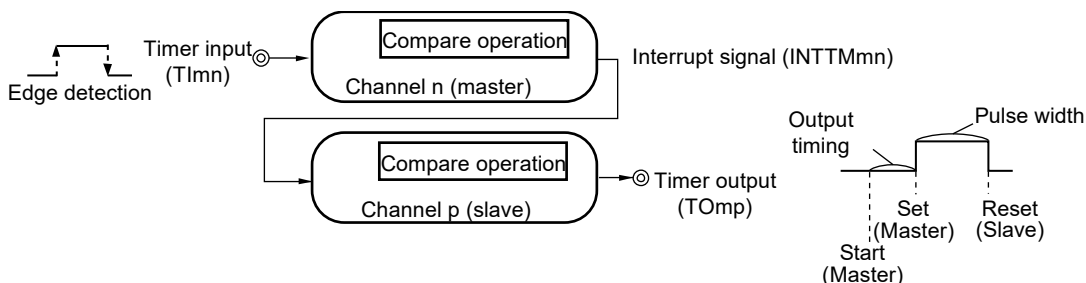 Edge detection
Timer input
(TImn)
Compare operation
Channel n (master)
Interrupt signal (INTTMmn)
Compare operation
Channel p (slave)
Timer output
(TOmp)
Output
timing
Pulse width
Set
(Master)
Reset
(Slave)
Start
(Master)